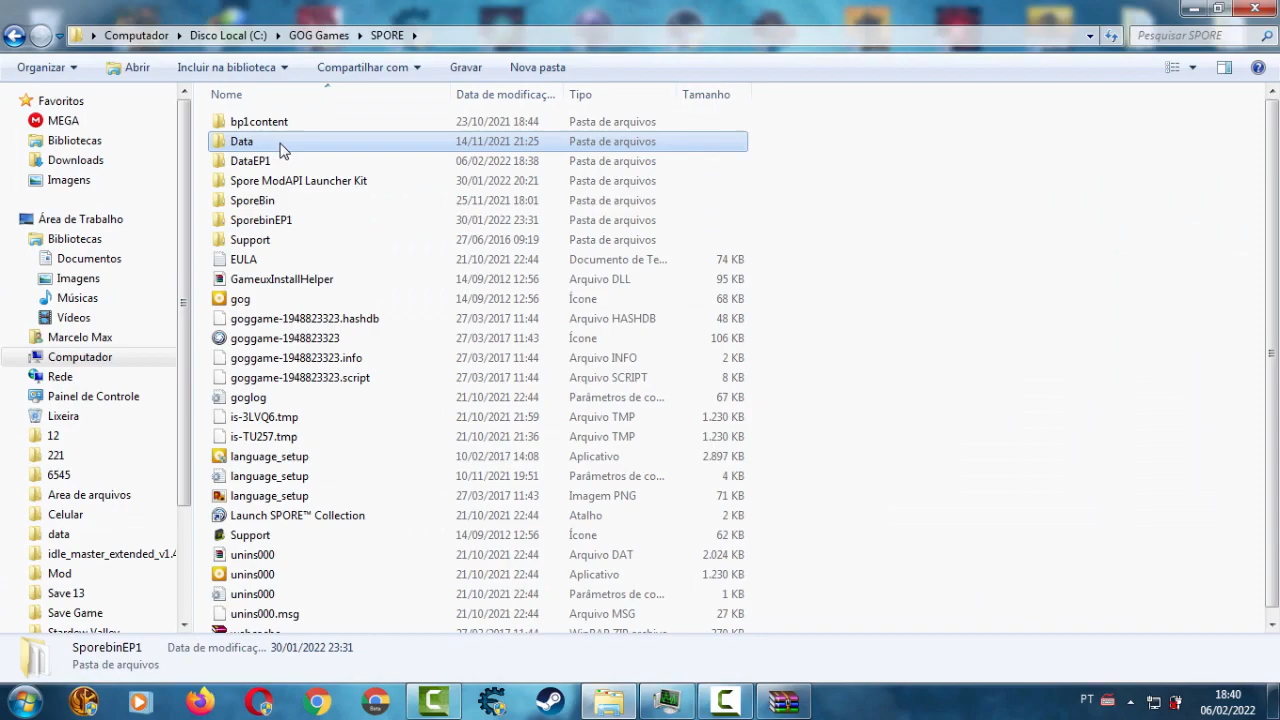 Computador ▸ Disco Local (C:) ▸ GOG Games ▸ SPORE ▸
Pesquisar SPORE
Organizar Abrir Incluir na biblioteca Compartilhar com Gravar Nova pasta
Favoritos
MEGA
Bibliotecas
Downloads
Imagens
Área de Trabalho
Bibliotecas
Documentos
Imagens
Músicas
Vídeos
Marcelo Max
Computador
Rede
Painel de Controle
Lixeira
12
221
6545
Area de arquivos
Celular
data
idle_master_extended_v1.4
Mod
Save 13
Save Game
Stardew Valley
Nome Data de modificaç... Tipo Tamanho
bp1content 23/10/2021 18:44 Pasta de arquivos
Data 14/11/2021 21:25 Pasta de arquivos
DataEP1 06/02/2022 18:38 Pasta de arquivos
Spore ModAPI Launcher Kit 30/01/2022 20:21 Pasta de arquivos
SporeBin 25/11/2021 18:01 Pasta de arquivos
SporebinEP1 30/01/2022 23:31 Pasta de arquivos
Support 27/06/2016 09:19 Pasta de arquivos
EULA 21/10/2021 22:44 Documento de Te... 74 KB
GameuxInstallHelper 14/09/2012 12:56 Arquivo DLL 95 KB
gog 14/09/2012 12:56 Ícone 68 KB
goggame-1948823323.hashdb 27/03/2017 11:44 Arquivo HASHDB 48 KB
goggame-1948823323 27/03/2017 11:43 Ícone 106 KB
goggame-1948823323.info 27/03/2017 11:44 Arquivo INFO 2 KB
goggame-1948823323.script 27/03/2017 11:44 Arquivo SCRIPT 8 KB
goglog 21/10/2021 22:44 Parâmetros de co... 67 KB
is-3LVQ6.tmp 21/10/2021 21:59 Arquivo TMP 1.230 KB
is-TU257.tmp 21/10/2021 21:36 Arquivo TMP 1.230 KB
language_setup 10/02/2017 14:08 Aplicativo 2.897 KB
language_setup 10/11/2021 19:51 Parâmetros de co... 4 KB
language_setup 27/03/2017 11:43 Imagem PNG 71 KB
Launch SPORE™ Collection 21/10/2021 22:44 Atalho 2 KB
Support 14/09/2012 12:56 Ícone 62 KB
unins000 21/10/2021 22:44 Arquivo DAT 2.024 KB
unins000 21/10/2021 22:44 Aplicativo 1.230 KB
unins000 21/10/2021 22:44 Parâmetros de co... 1 KB
unins000.msg 21/10/2021 22:44 Arquivo MSG 27 KB
SporebinEP1 Data de modificaç... 30/01/2022 23:31
Pasta de arquivos
Beta
PT
18:40
06/02/2022